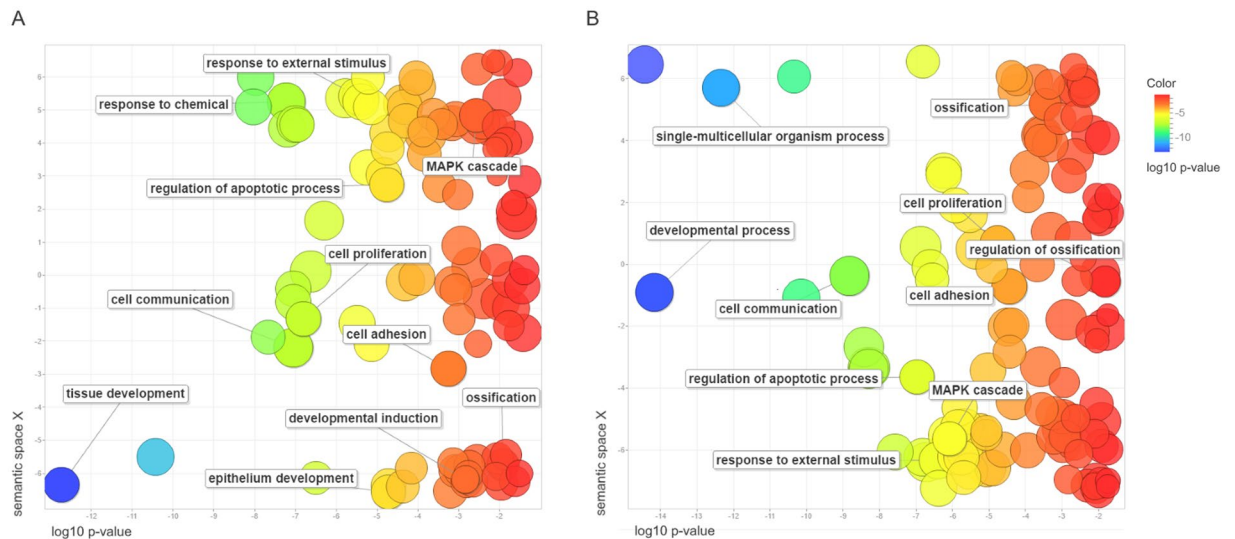 A
B
response to external stimulus
response to chemical
MAPK cascade
regulation of apoptotic process
cell proliferation
cell communication
cell adhesion
tissue development
ossification
developmental induction
epithelium development
semantic space X
6
5
4
3
2
1
0
-1
-2
-3
-4
-5
-6
-12
-11
-10
-9
-8
-7
-6
-5
-4
-3
-2
-1
log10 p-value
ossification
single-multicellular organism process
cell proliferation
developmental process
regulation of ossification
cell adhesion
cell communication
regulation of apoptotic process
MAPK cascade
response to external stimulus
semantic space X
6
4
2
0
-2
-4
-6
-14
-13
-12
-11
-10
-9
-8
-7
-6
-5
-4
-3
-2
log10 p-value
Color
-5
-10
log10 p-value